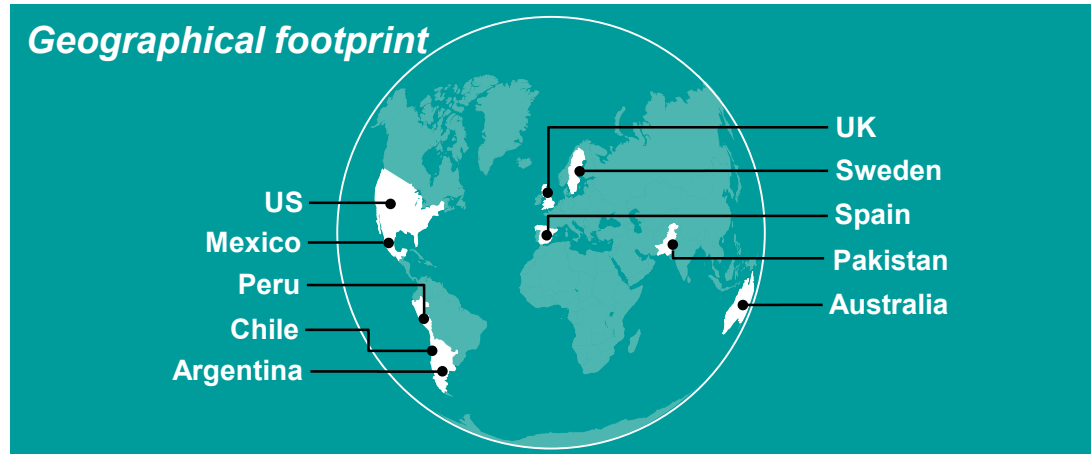 Geographical footprint
US
Mexico
Peru
Chile
Argentina
UK
Sweden
Spain
Pakistan
Australia